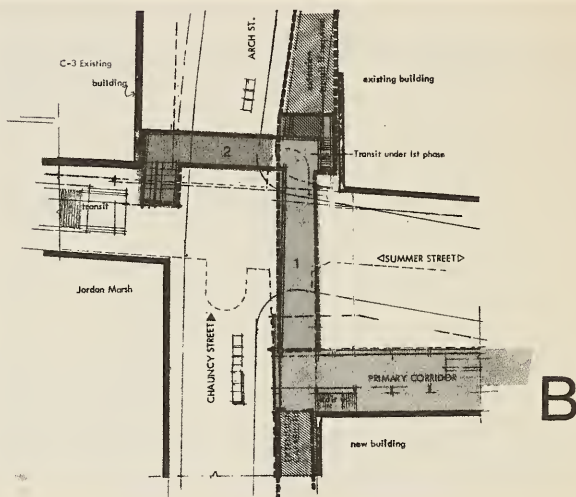 C-3 Existing
building
ARCH ST.
existing building
2
Transit under 1st phase
transit
1
◁SUMMER STREET▷
Jordan Marsh
CHAUNCY STREET
PRIMARY CORRIDOR
B
new building